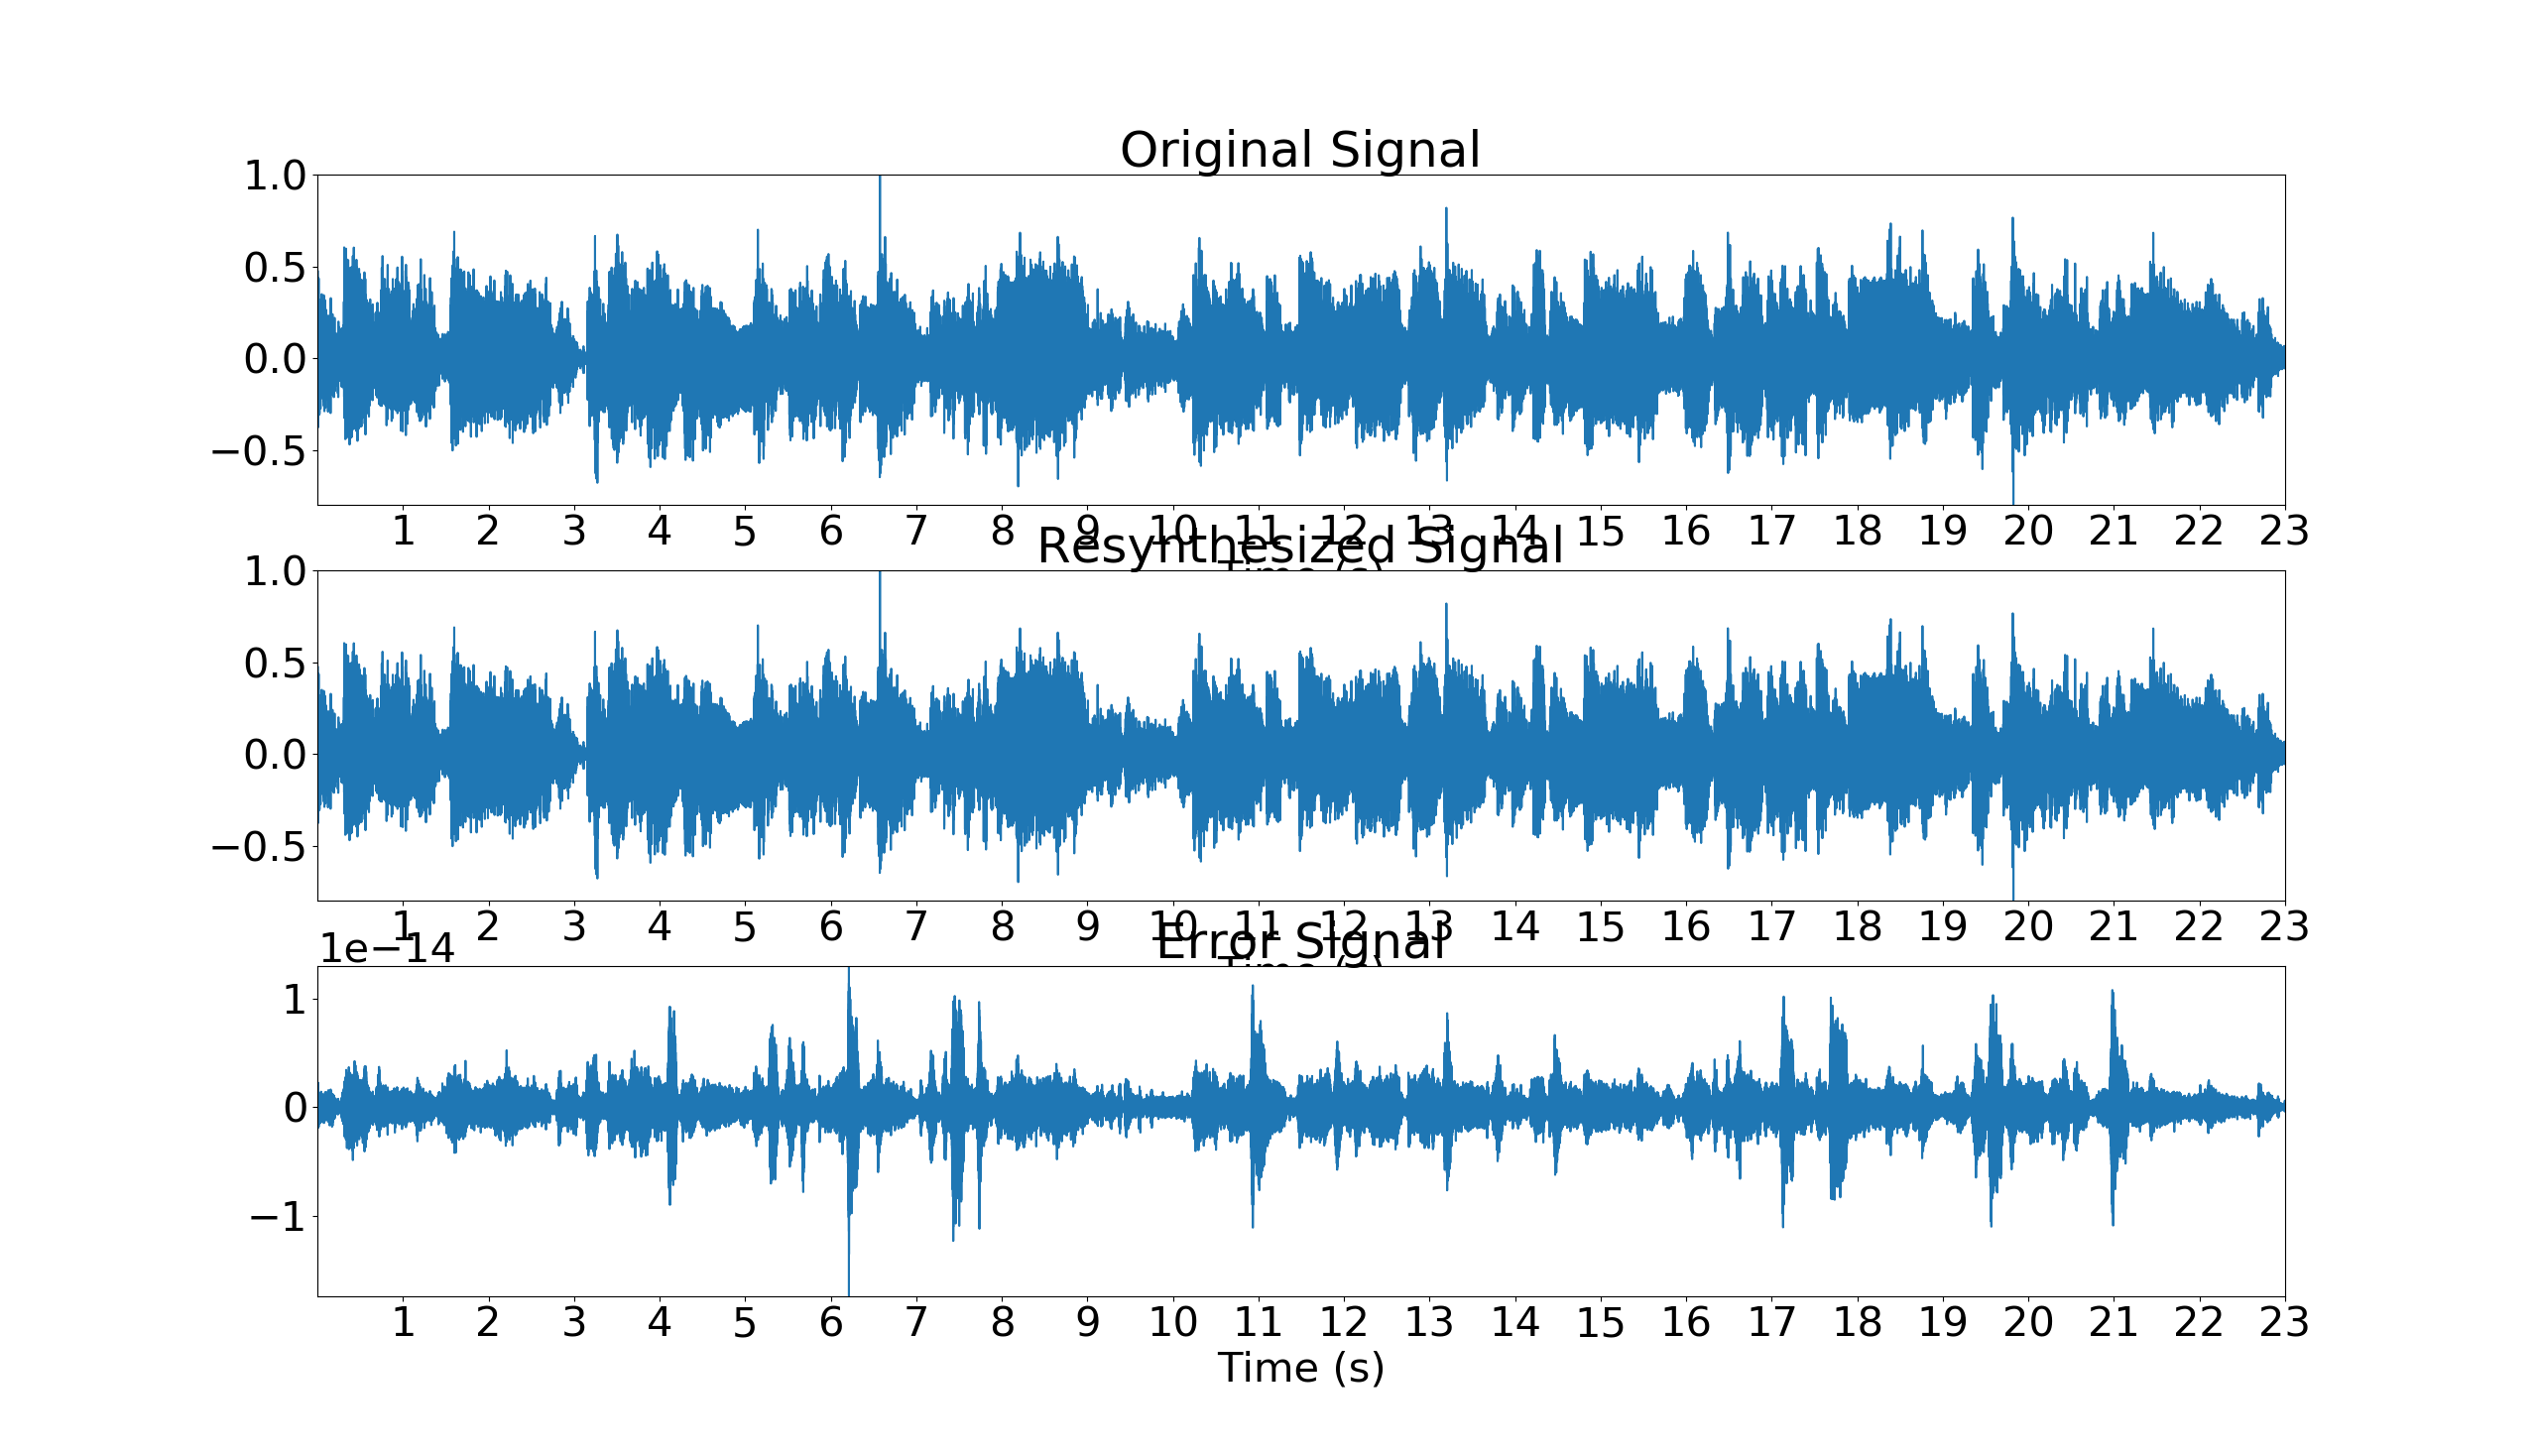 Original Signal
1.0
0.5
0.0
−0.5
1 2 3 4 5 6 7 8 9 10 11 12 13 14 15 16 17 18 19 20 21 22 23
Time (s)
Resynthesized Signal
1.0
0.5
0.0
−0.5
1 2 3 4 5 6 7 8 9 10 11 12 13 14 15 16 17 18 19 20 21 22 23
Time (s)
Error Signal
1e−14
1
0
−1
1 2 3 4 5 6 7 8 9 10 11 12 13 14 15 16 17 18 19 20 21 22 23
Time (s)